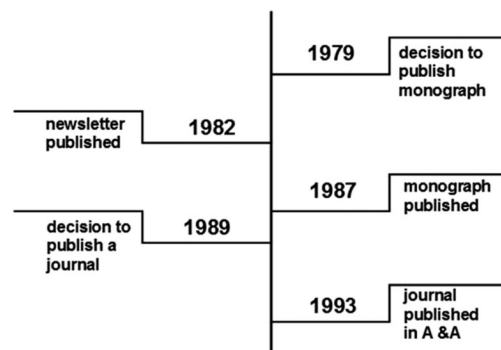 1979
decision to
publish
monograph
1982
newsletter
published
1987
monograph
published
1989
decision to
publish a
journal
1993
journal
published
in A &A